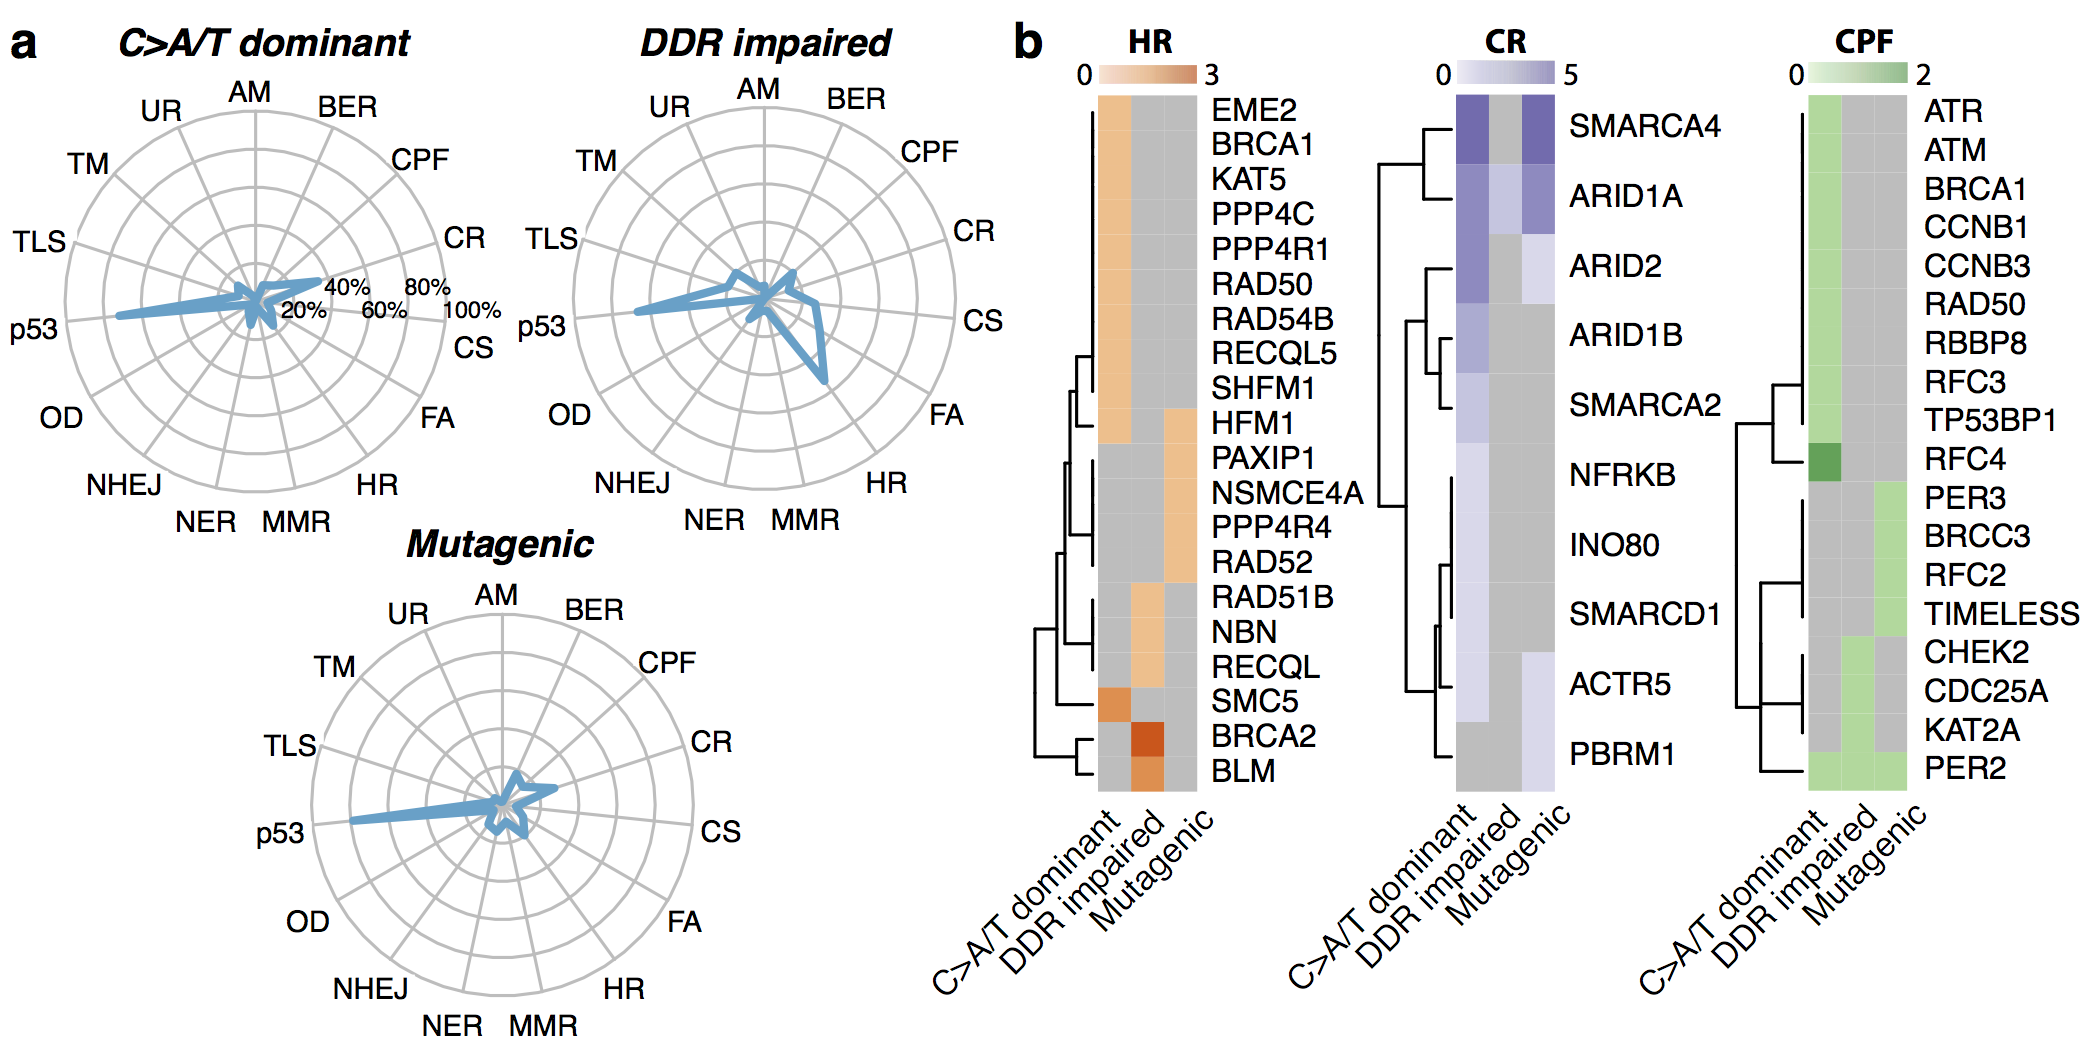 a
C>A/T dominant
AM
BER
CPF
CR
CS
FA
HR
MMR
NER
NHEJ
OD
p53
TLS
TM
UR
20%
40%
60%
80%
100%
DDR impaired
AM
BER
CPF
CR
CS
FA
HR
MMR
NER
NHEJ
OD
p53
TLS
TM
UR
Mutagenic
AM
BER
CPF
CR
CS
FA
HR
MMR
NER
NHEJ
OD
p53
TLS
TM
UR
b
HR
0 3
EME2
BRCA1
KAT5
PPP4C
PPP4R1
RAD50
RAD54B
RECQL5
SHFM1
HFM1
PAXIP1
NSMCE4A
PPP4R4
RAD52
RAD51B
NBN
RECQL
SMC5
BRCA2
BLM
C>A/T dominant
DDR impaired
Mutagenic
CR
0 5
SMARCA4
ARID1A
ARID2
ARID1B
SMARCA2
NFRKB
INO80
SMARCD1
ACTR5
PBRM1
C>A/T dominant
DDR impaired
Mutagenic
CPF
0 2
ATR
ATM
BRCA1
CCNB1
CCNB3
RAD50
RBBP8
RFC3
TP53BP1
RFC4
PER3
BRCC3
RFC2
TIMELESS
CHEK2
CDC25A
KAT2A
PER2
C>A/T dominant
DDR impaired
Mutagenic